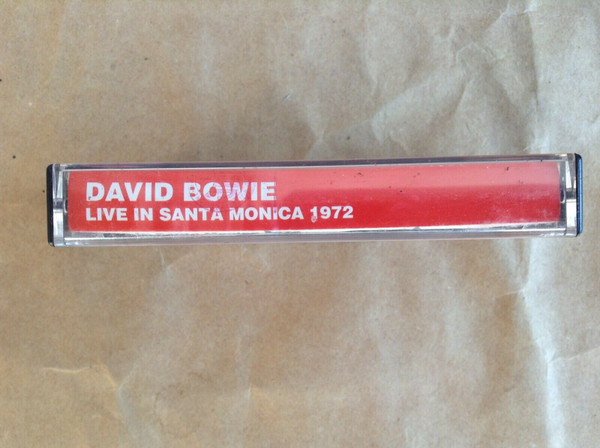 DAVID BOWIE
LIVE IN SANTA MONICA 1972